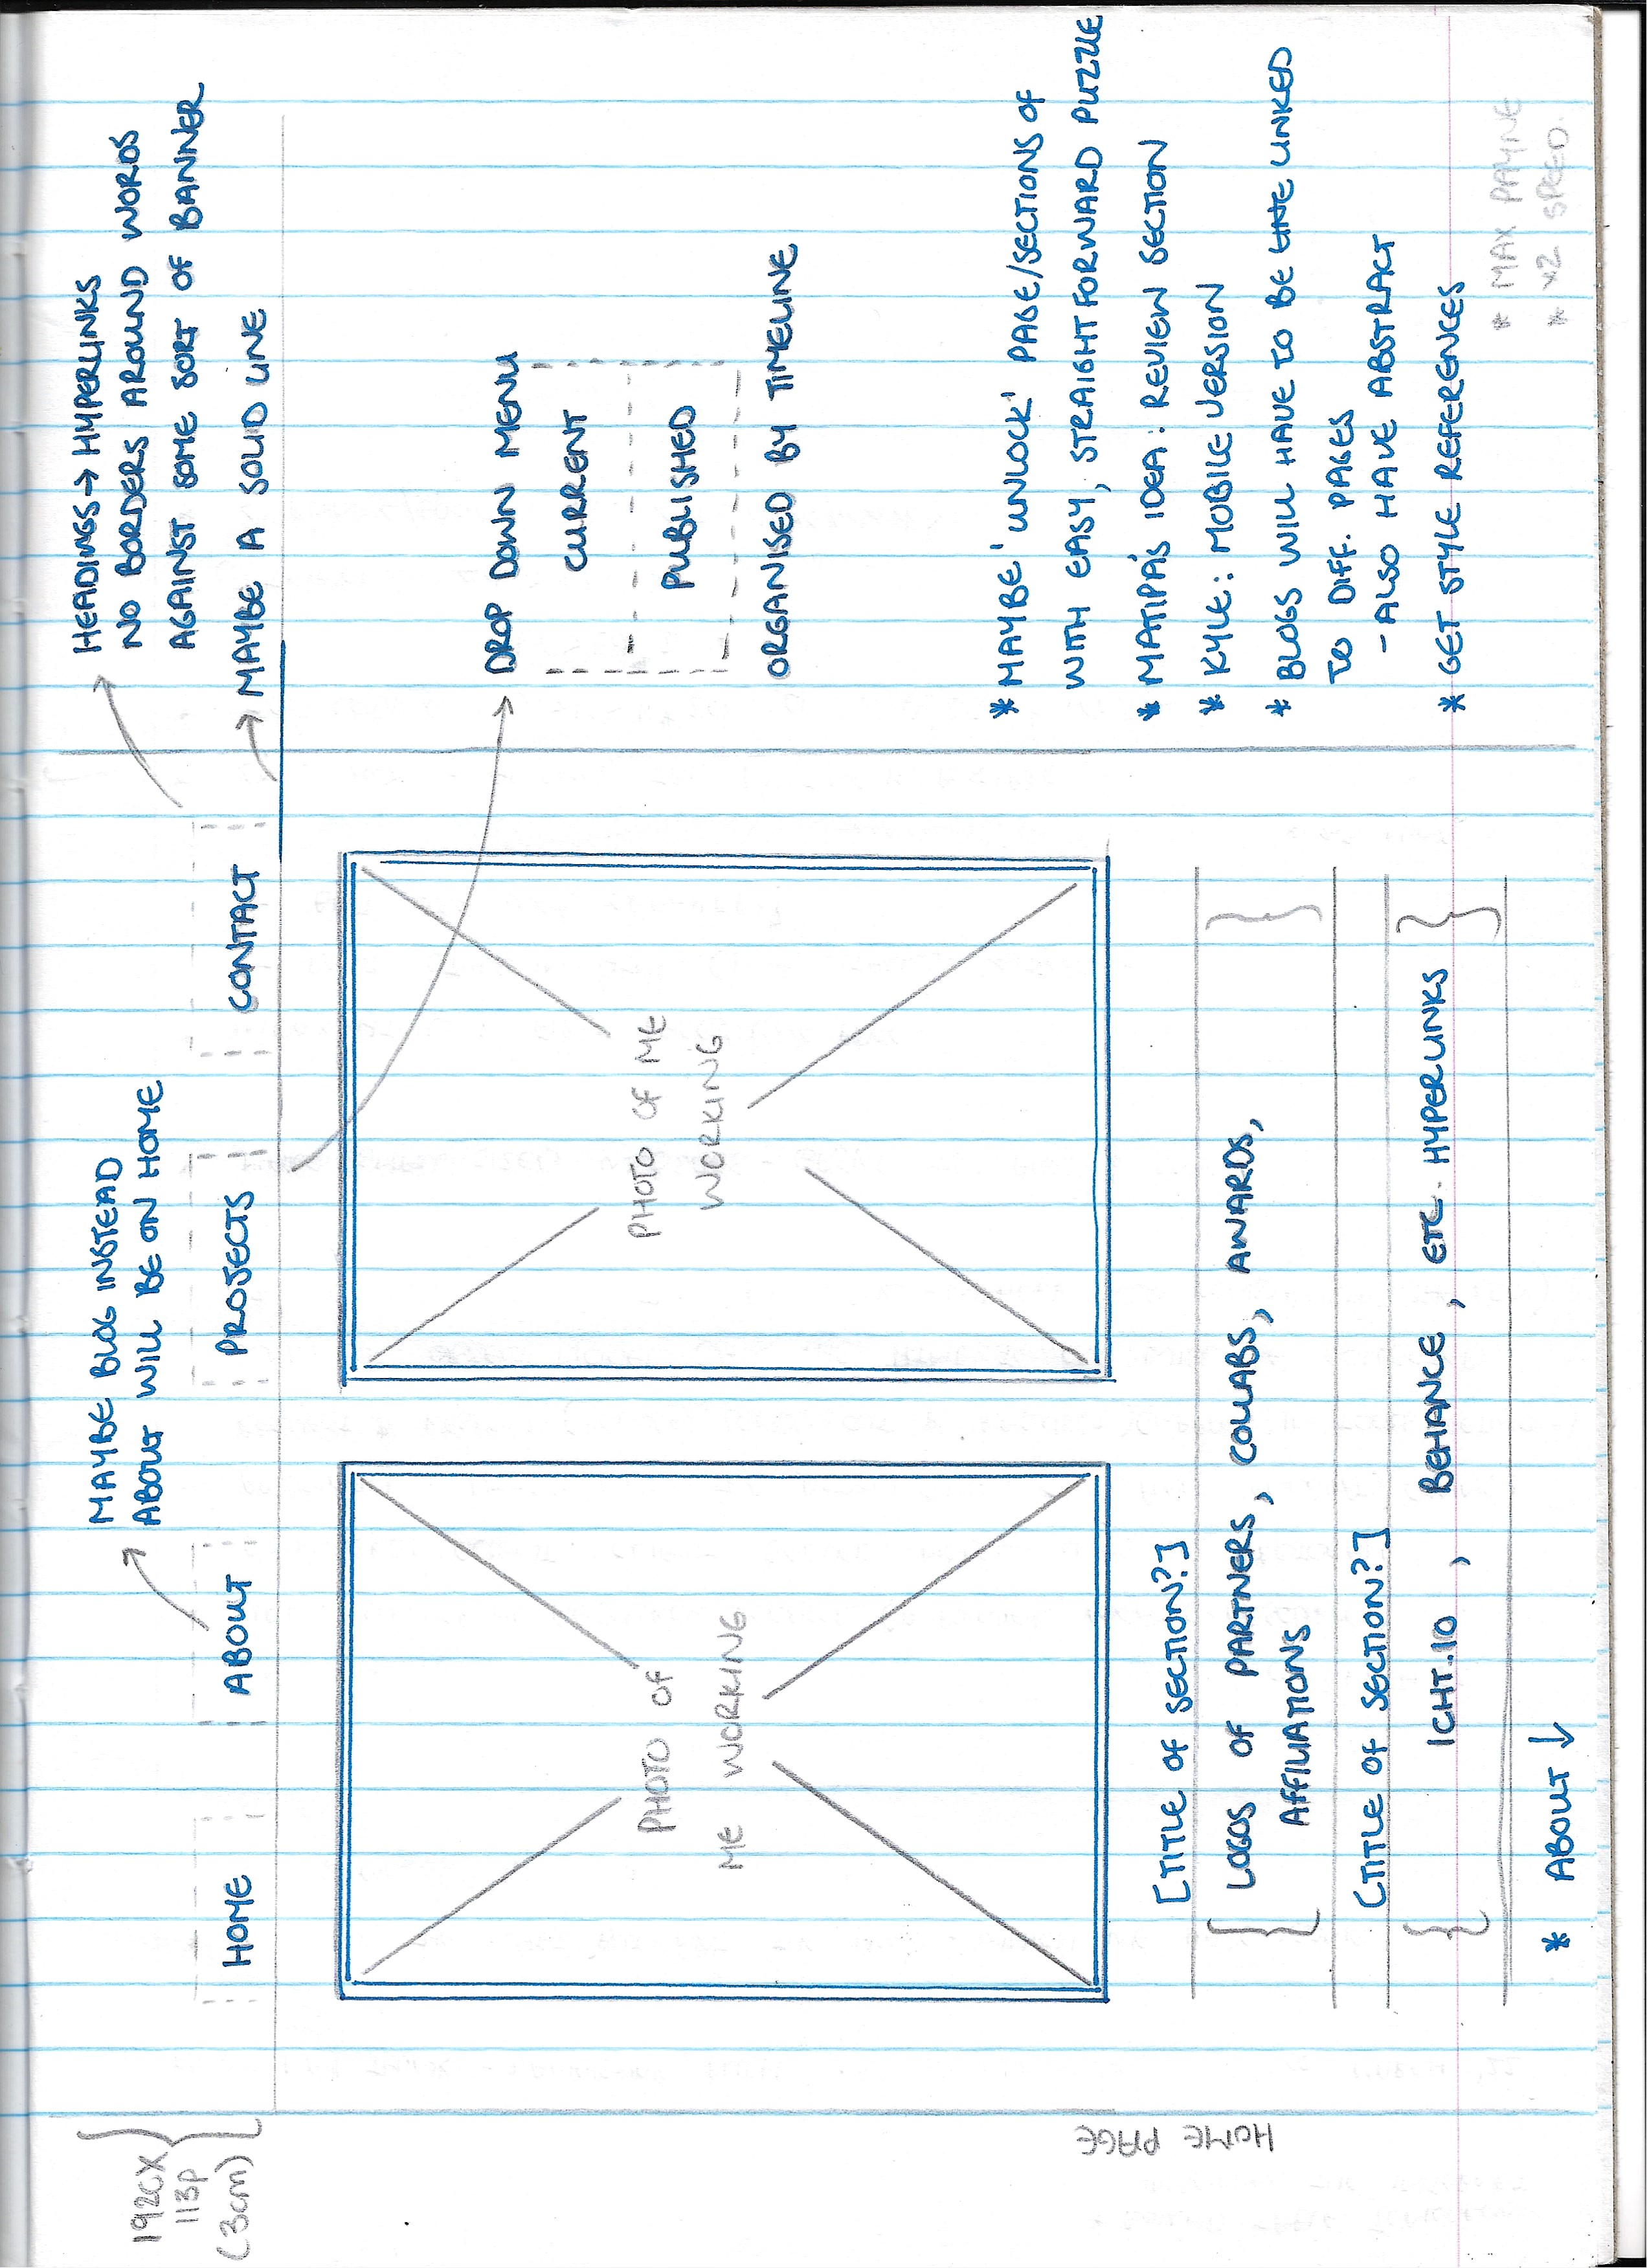 MAYBE BLOG INSTEAD
ABOUT WILL BE ON HOME
HEADINGS → HYPERLINKS
NO BORDERS AROUND WORDS
AGAINST SOME SORT OF BANNER
MAYBE A SOLID LINE
1920X
113P
(3cm)
HOME ABOUT PROJECTS CONTACT
PHOTO OF
ME WORKING
PHOTO OF ME
WORKING
DROP DOWN MENU
CURRENT
PUBLISHED
ORGANISED BY TIMELINE
[TITLE OF SECTION?]
LOGOS OF PARTNERS, COLLABS, AWARDS,
AFFILIATIONS
[TITLE OF SECTION?]
ICHT.IO , BEHANCE , ETC. HYPERLINKS
* ABOUT ↓
HOME PAGE
* MAYBE 'UNLOCK' PAGE/SECTIONS OF
WITH EASY, STRAIGHTFORWARD PUZZLE
* MATIPA'S IDEA: REVIEW SECTION
* KYLE: MOBILE VERSION
* BLOGS WILL HAVE TO BE LINE LINKED
TO DIFF. PAGES
- ALSO HAVE ABSTRACT
* GET STYLE REFERENCES
* MAX PAYNE
* x2 SPEED.